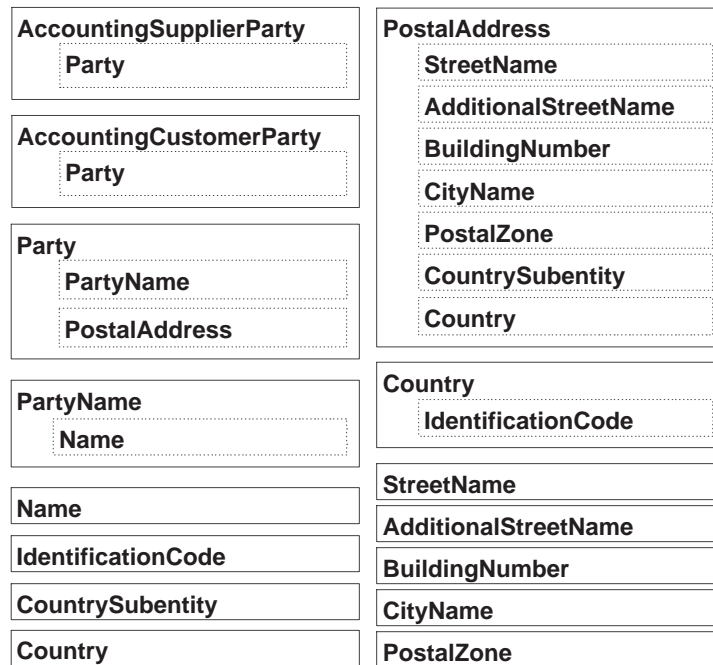 AccountingSupplierParty
Party
AccountingCustomerParty
Party
Party
PartyName
PostalAddress
PartyName
Name
Name
IdentificationCode
CountrySubentity
Country
PostalAddress
StreetName
AdditionalStreetName
BuildingNumber
CityName
PostalZone
CountrySubentity
Country
Country
IdentificationCode
StreetName
AdditionalStreetName
BuildingNumber
CityName
PostalZone